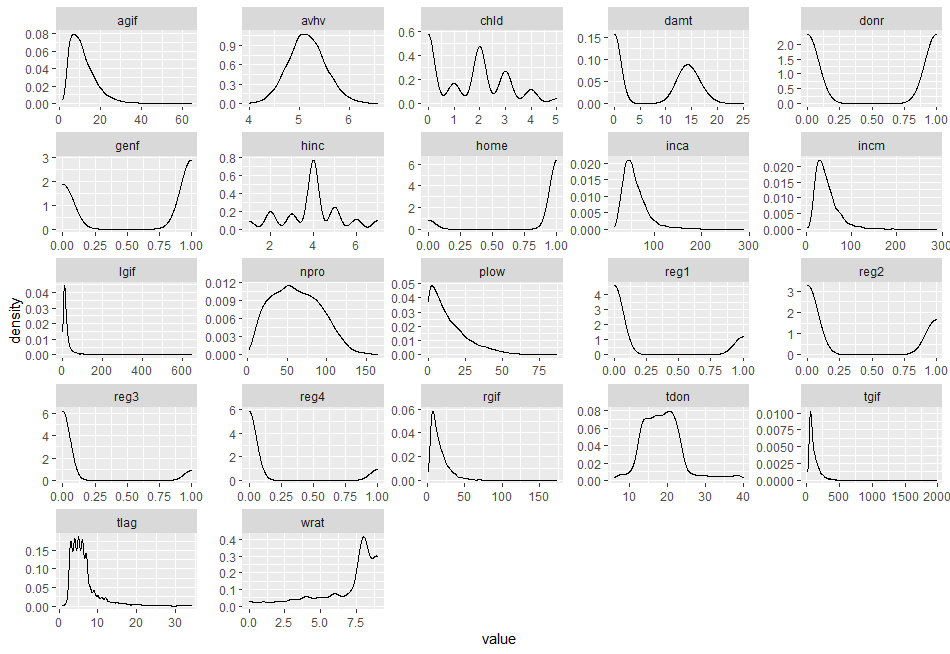 agif avhv chld damt donr
0.08 0.06 0.04 0.02 0.00
0.9 0.6 0.3 0.0
0.6 0.4 0.2 0.0
0.15 0.10 0.05 0.00
2.0 1.5 1.0 0.5 0.0
0 20 40 60
4 5 6
0 1 2 3 4 5
0 5 10 15 20 25
0.00 0.25 0.50 0.75 1.00
genf hinc home inca incm
3 2 1 0
0.8 0.6 0.4 0.2 0.0
6 4 2 0
0.020 0.015 0.010 0.005 0.000
0.020 0.015 0.010 0.005 0.000
0.00 0.25 0.50 0.75 1.00
2 4 6
0.00 0.25 0.50 0.75 1.00
100 200 300
0 100 200 300
lgif npro plow reg1 reg2
0.04 0.03 0.02 0.01 0.00
0.012 0.009 0.006 0.003 0.000
0.05 0.04 0.03 0.02 0.01 0.00
4 3 2 1 0
3 2 1 0
0 200 400 600
0 50 100 150
0 25 50 75
0.00 0.25 0.50 0.75 1.00
0.00 0.25 0.50 0.75 1.00
density
reg3 reg4 rgif tdon tgif
6 4 2 0
6 4 2 0
0.06 0.04 0.02 0.00
0.08 0.06 0.04 0.02 0.00
0.0100 0.0075 0.0050 0.0025 0.0000
0.00 0.25 0.50 0.75 1.00
0.00 0.25 0.50 0.75 1.00
0 50 100 150
10 20 30 40
0 500 1000 1500 2000
tlag wrat
0.15 0.10 0.05 0.00
0.4 0.3 0.2 0.1 0.0
0 10 20 30
0.0 2.5 5.0 7.5
value